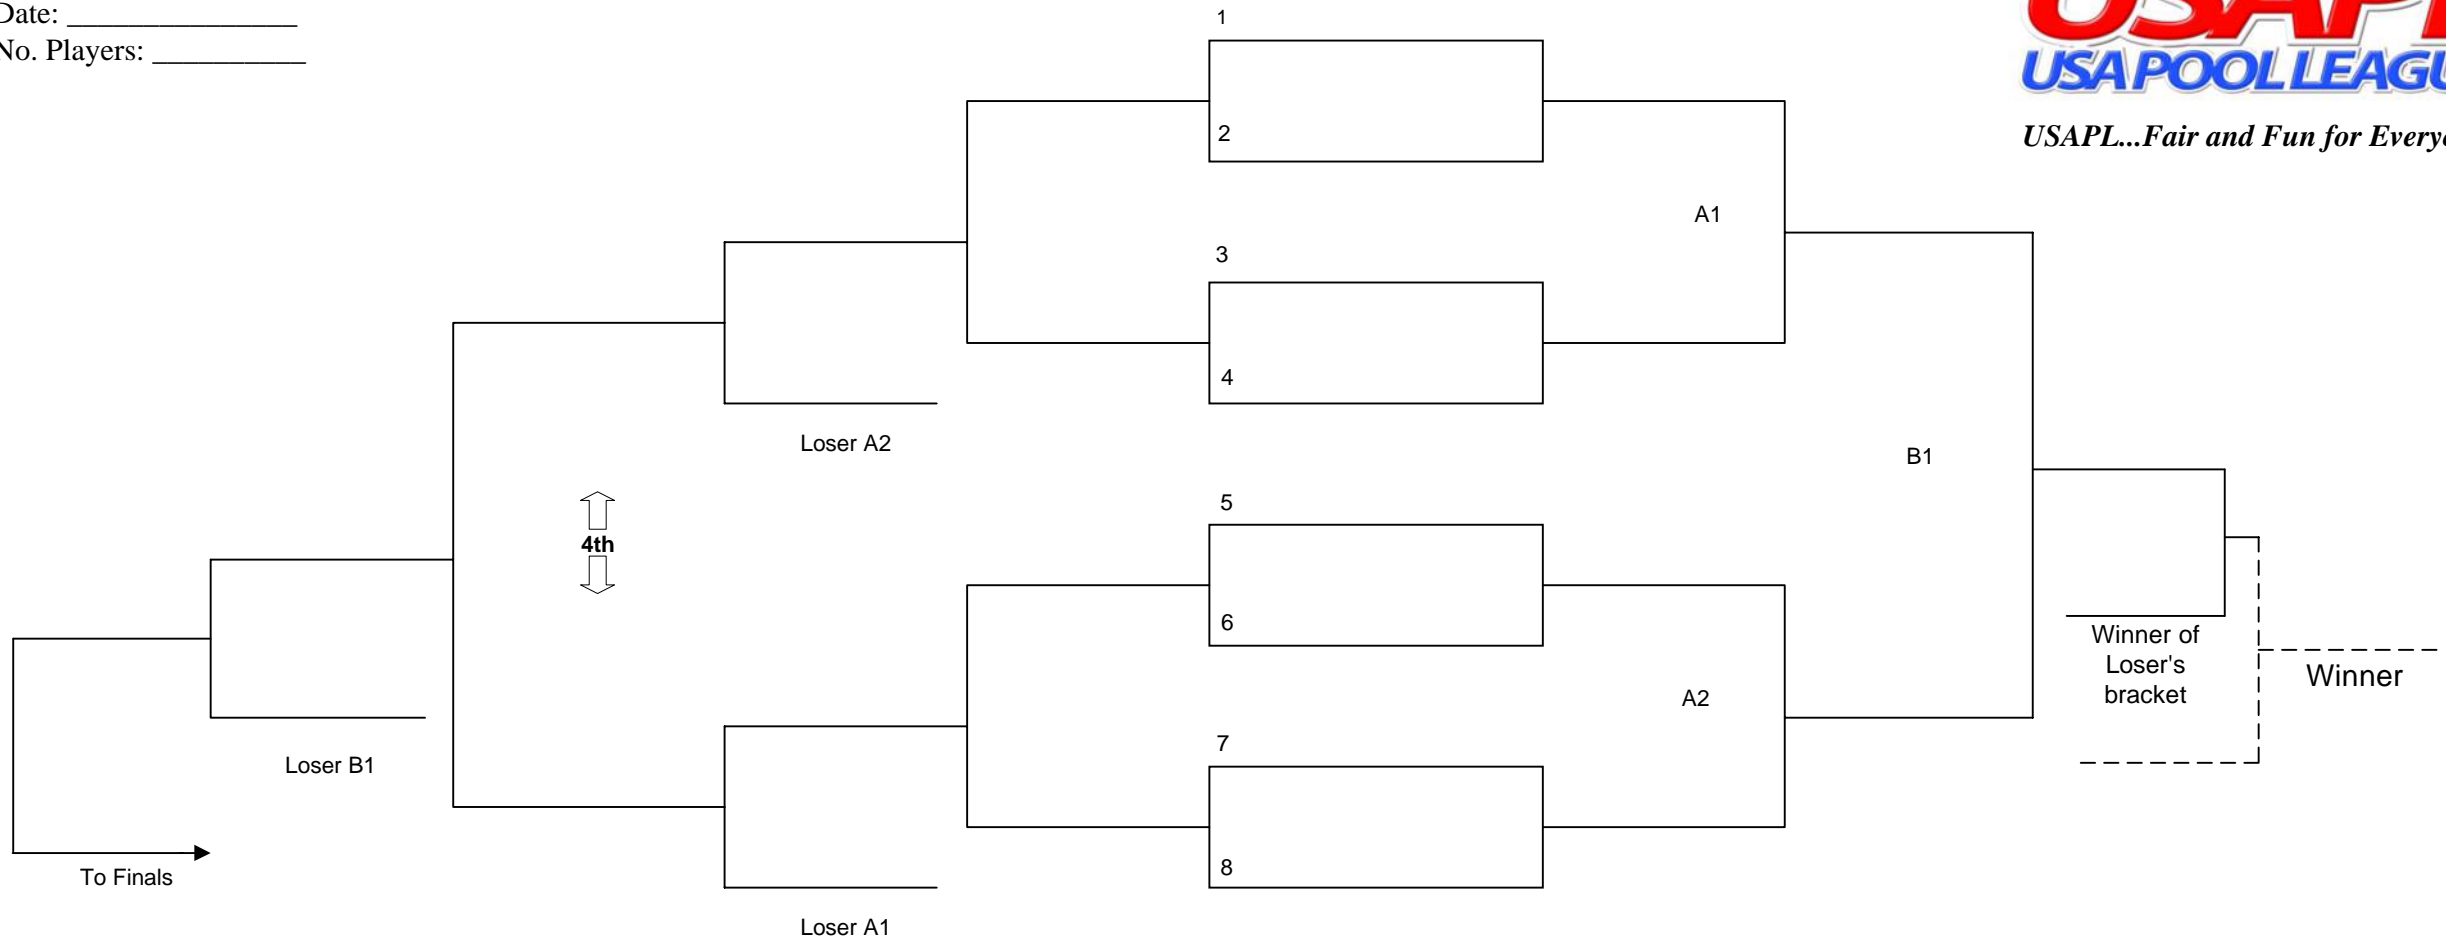 Date: _______________
No. Players: __________
USAPL
USA POOL LEAGU
USAPL...Fair and Fun for Every
1
2
A1
3
4
Loser A2
B1
5
4th
6
Winner of
Loser's
bracket
Winner
A2
7
Loser B1
8
To Finals
Loser A1